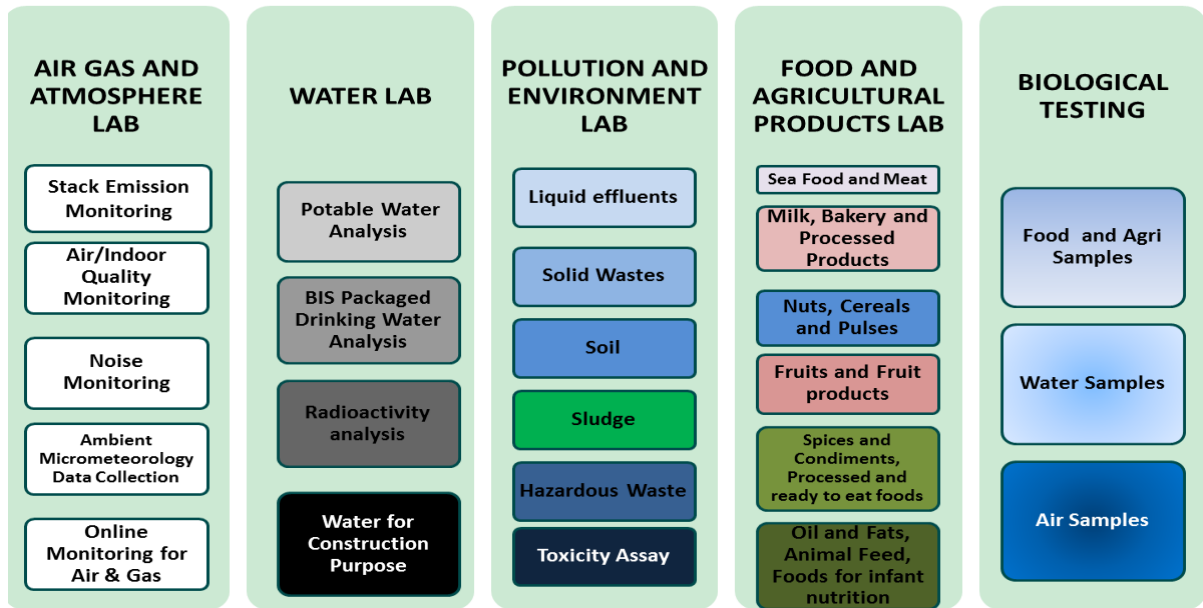 AIR GAS AND
ATMOSPHERE
LAB
Stack Emission
Monitoring
Air/Indoor
Quality
Monitoring
Noise
Monitoring
Ambient
Micrometeorology
Data Collection
Online
Monitoring for
Air & Gas
WATER LAB
Potable Water
Analysis
BIS Packaged
Drinking Water
Analysis
Radioactivity
analysis
Water for
Construction
Purpose
POLLUTION AND
ENVIRONMENT
LAB
Liquid effluents
Solid Wastes
Soil
Sludge
Hazardous Waste
Toxicity Assay
FOOD AND
AGRICULTURAL
PRODUCTS LAB
Sea Food and Meat
Milk, Bakery and
Processed
Products
Nuts, Cereals
and Pulses
Fruits and Fruit
products
Spices and
Condiments,
Processed and
ready to eat foods
Oil and Fats,
Animal Feed,
Foods for infant
nutrition
BIOLOGICAL
TESTING
Food and Agri
Samples
Water Samples
Air Samples